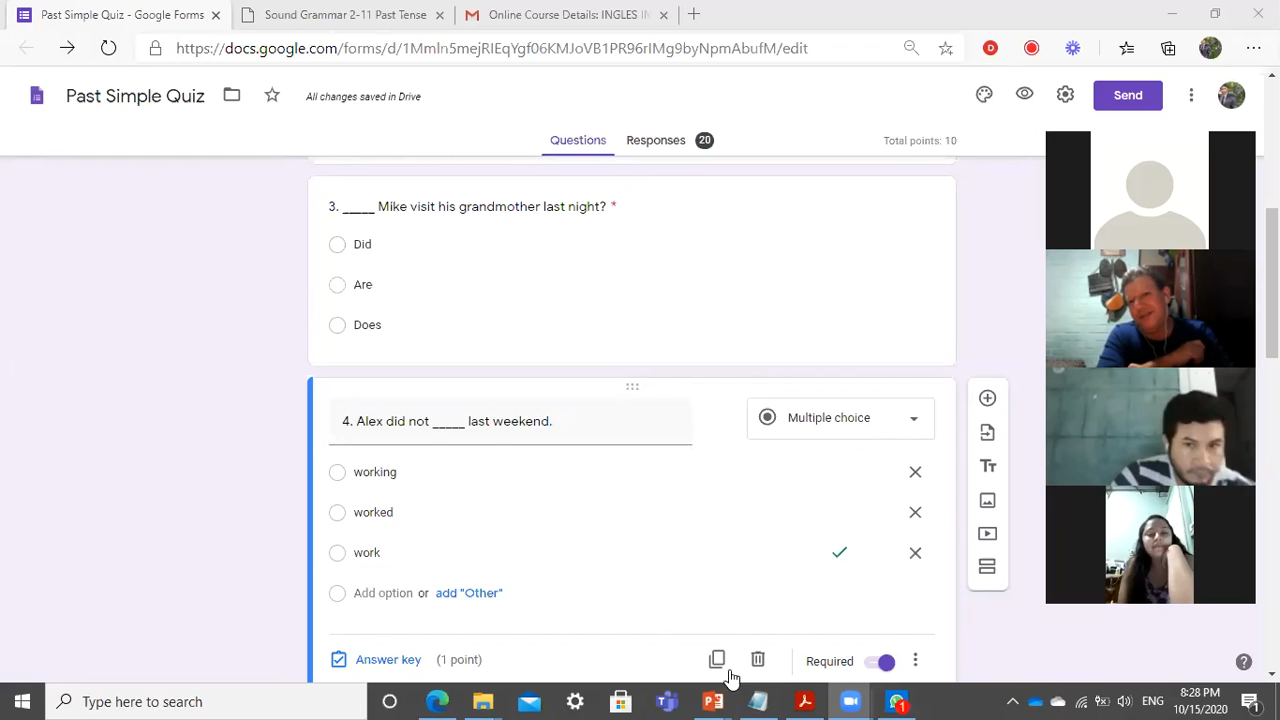 Past Simple Quiz - Google Forms
Sound Grammar 2-11 Past Tense
Online Course Details: INGLES IN
https://docs.google.com/forms/d/1MmIn5mejRIEqYgf06KMJoVB1PR96rIMg9byNpmAbufM/edit
Past Simple Quiz
All changes saved in Drive
Send
Questions
Responses 20
Total points: 10
3. _____ Mike visit his grandmother last night? *
Did
Are
Does
4. Alex did not _____ last weekend.
Multiple choice
working
worked
work
Add option or add "Other"
Answer key (1 point)
Required
Type here to search
ENG
8:28 PM
10/15/2020